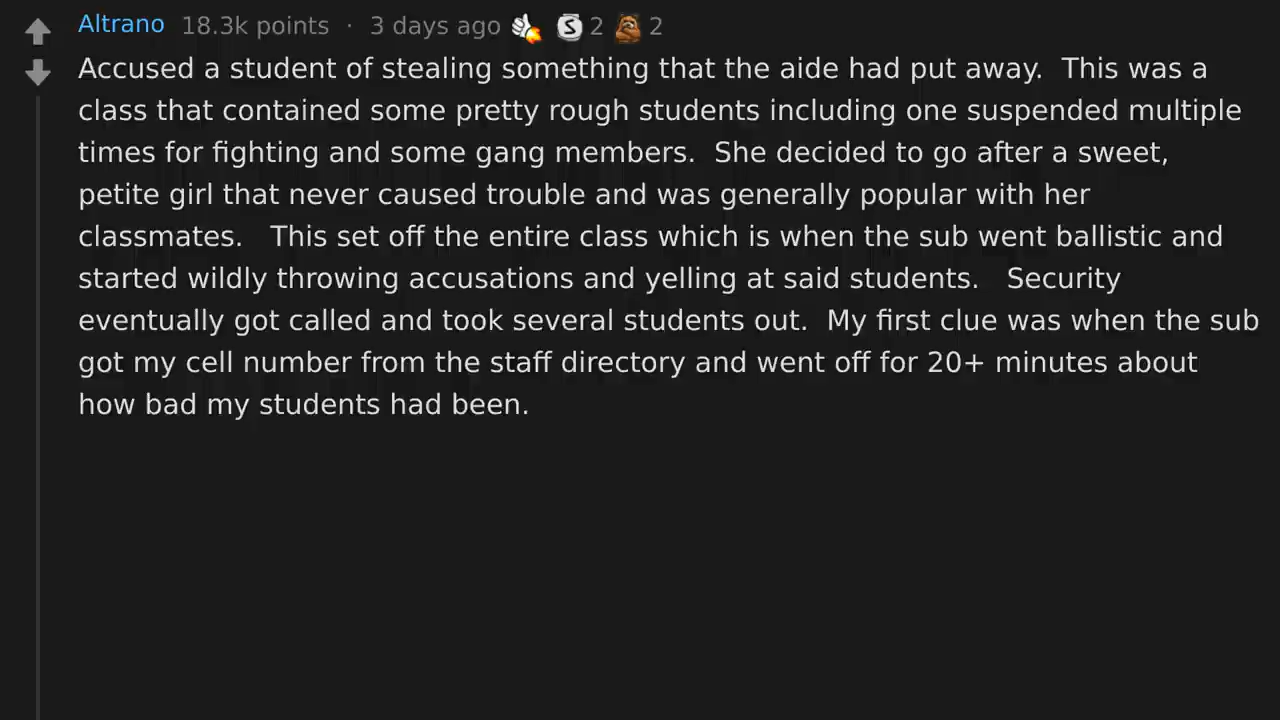 Altrano 18.3k points · 3 days ago 2 2
Accused a student of stealing something that the aide had put away.  This was a
class that contained some pretty rough students including one suspended multiple
times for fighting and some gang members.  She decided to go after a sweet,
petite girl that never caused trouble and was generally popular with her
classmates.   This set off the entire class which is when the sub went ballistic and
started wildly throwing accusations and yelling at said students.   Security
eventually got called and took several students out.  My first clue was when the sub
got my cell number from the staff directory and went off for 20+ minutes about
how bad my students had been.